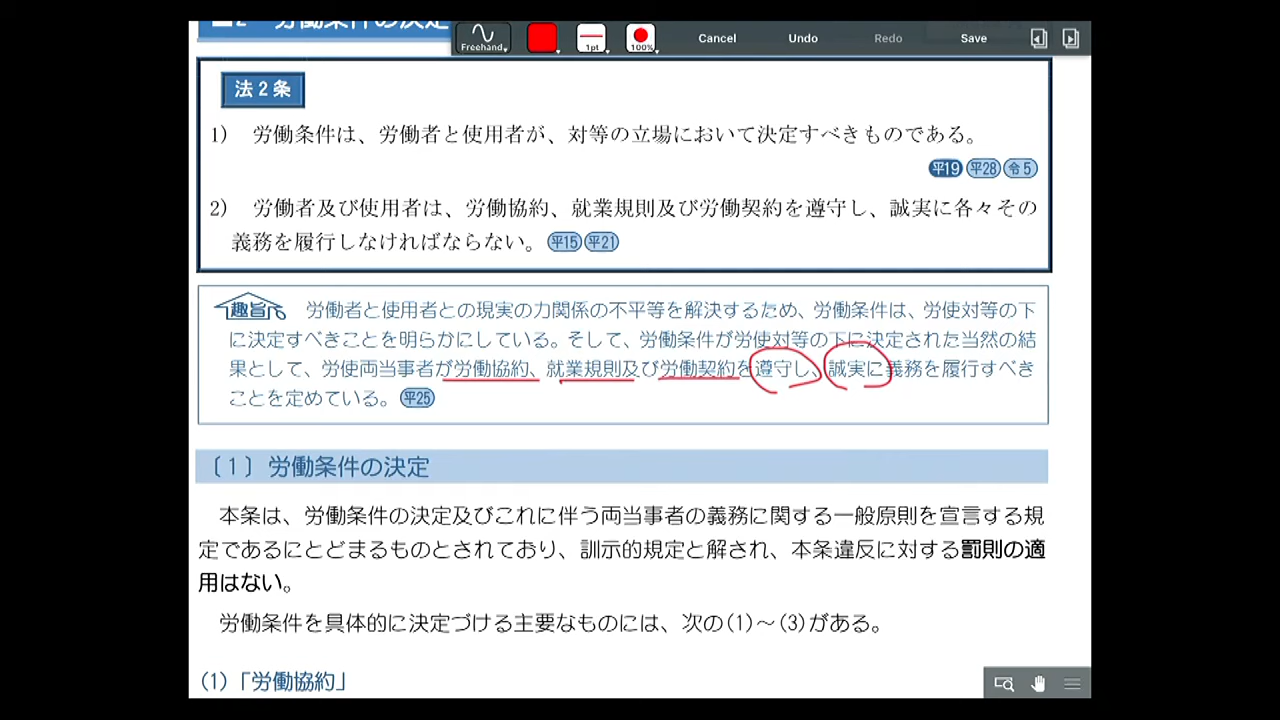 2 労働条件の決定
Freehand 1pt 100% Cancel Undo Redo Save
法2条
1) 労働条件は、労働者と使用者が、対等の立場において決定すべきものである。
平19 平28 令5
2) 労働者及び使用者は、労働協約、就業規則及び労働契約を遵守し、誠実に各々その
義務を履行しなければならない。平15 平21
趣旨 労働者と使用者との現実の力関係の不平等を解決するため、労働条件は、労使対等の下
に決定すべきことを明らかにしている。そして、労働条件が労使対等の下に決定された当然の結
果として、労使両当事者が労働協約、就業規則及び労働契約を遵守し、誠実に義務を履行すべき
ことを定めている。平25
〔1〕労働条件の決定
本条は、労働条件の決定及びこれに伴う両当事者の義務に関する一般原則を宣言する規
定であるにとどまるものとされており、訓示的規定と解され、本条違反に対する罰則の適
用はない。
労働条件を具体的に決定づける主要なものには、次の(1)～(3)がある。
(1)「労働協約」